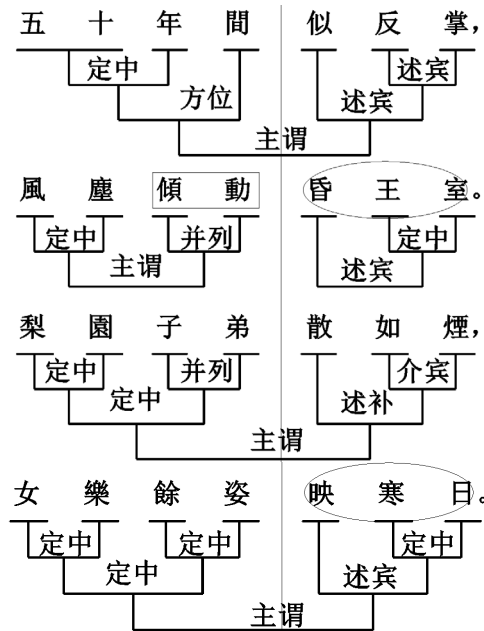 五十年間 似反掌，
定中 述宾
方位 述宾
主谓
風塵 傾動 昏王室。
定中 并列 定中
主谓 述宾
梨園子弟 散如煙，
定中 并列 介宾
定中 述补
主谓
女樂餘姿 映寒日。
定中 定中 定中
定中 述宾
主谓